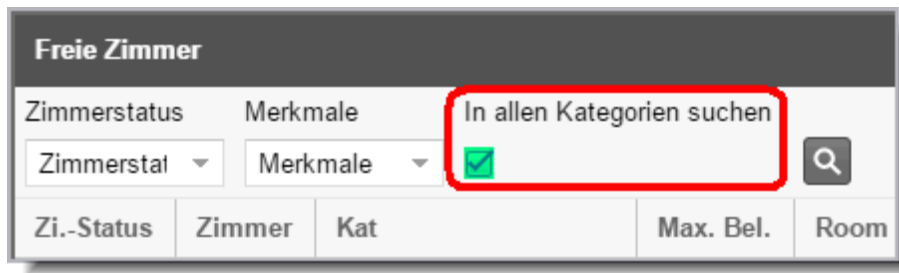 Freie Zimmer
Zimmerstatus Merkmale In allen Kategorien suchen
Zimmerstat Merkmale
Zi.-Status Zimmer Kat Max. Bel. Room